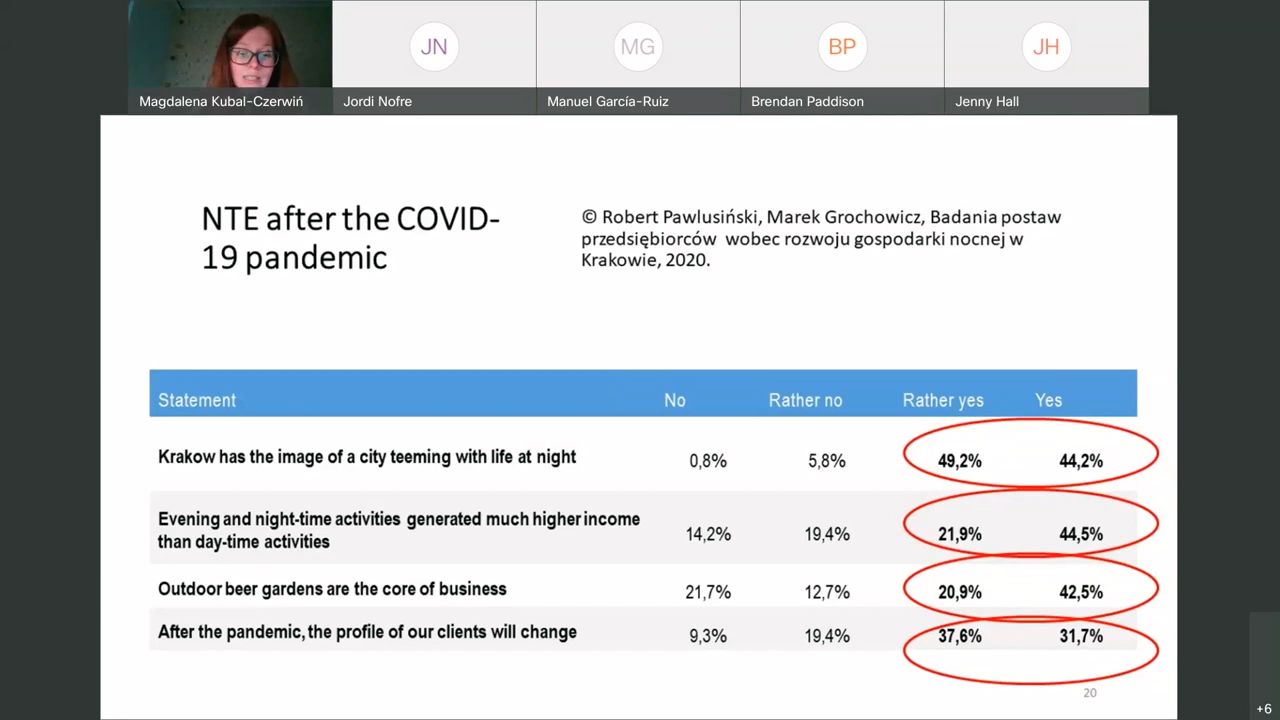 JN
MG
BP
JH
Magdalena Kubal-Czerwiń
Jordi Nofre
Manuel García-Ruiz
Brendan Paddison
Jenny Hall
NTE after the COVID-
19 pandemic
© Robert Pawlusiński, Marek Grochowicz, Badania postaw
przedsiębiorców wobec rozwoju gospodarki nocnej w
Krakowie, 2020.
Statement No Rather no Rather yes Yes
Krakow has the image of a city teeming with life at night 0,8% 5,8% 49,2% 44,2%
Evening and night-time activities generated much higher income
than day-time activities 14,2% 19,4% 21,9% 44,5%
Outdoor beer gardens are the core of business 21,7% 12,7% 20,9% 42,5%
After the pandemic, the profile of our clients will change 9,3% 19,4% 37,6% 31,7%
20
+6